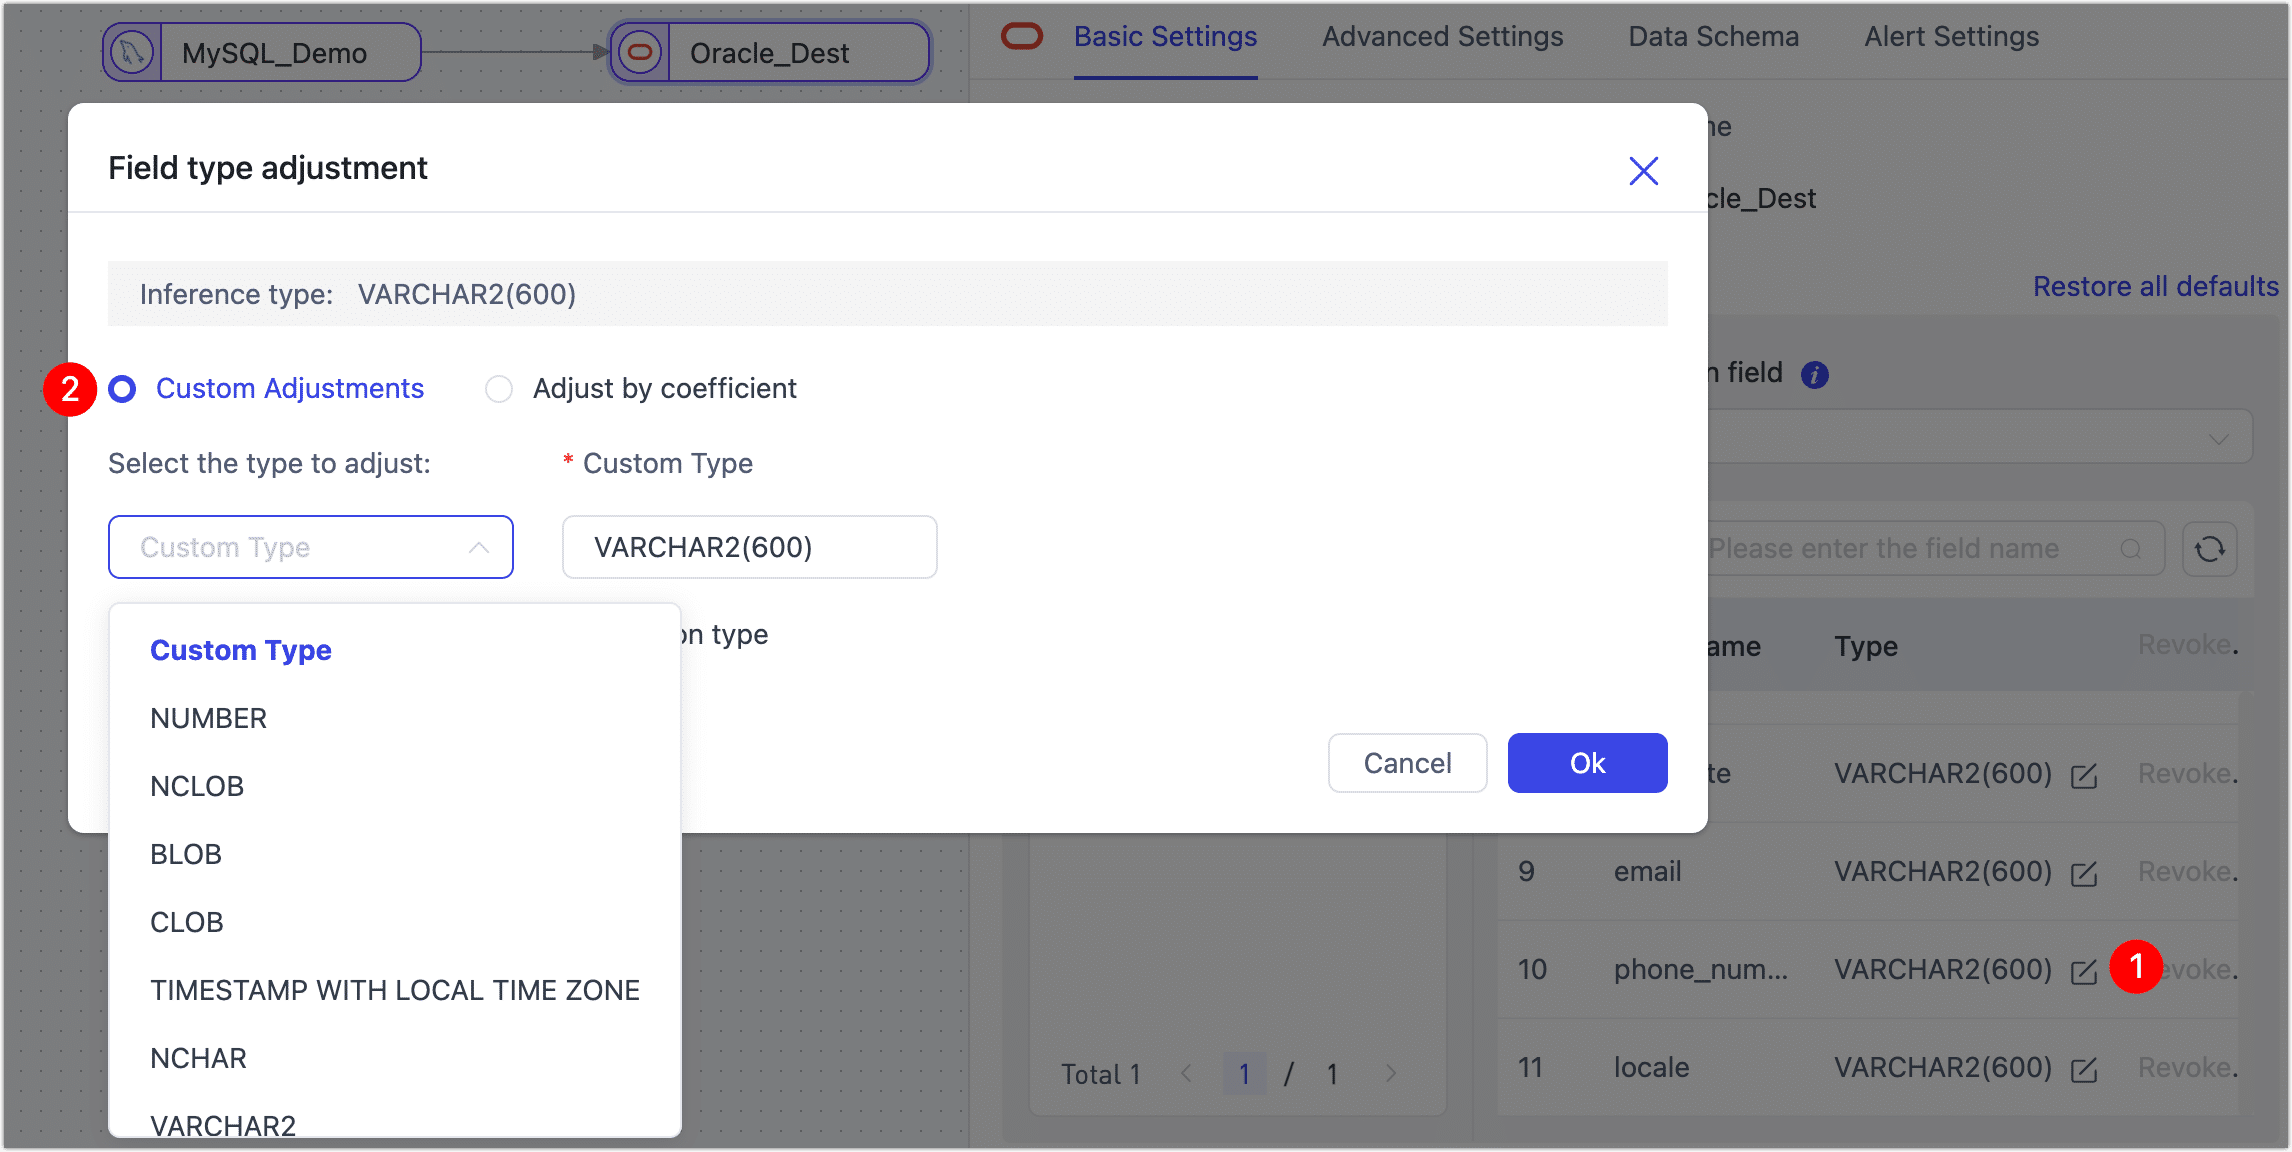 MySQL_Demo
Oracle_Dest
Basic Settings
Advanced Settings
Data Schema
Alert Settings
Field type adjustment
Inference type: VARCHAR2(600)
2
Custom Adjustments
Adjust by coefficient
Select the type to adjust:
* Custom Type
Custom Type
VARCHAR2(600)
Custom Type
NUMBER
NCLOB
BLOB
CLOB
TIMESTAMP WITH LOCAL TIME ZONE
NCHAR
VARCHAR2
on type
Cancel
Ok
ne
cle_Dest
Restore all defaults
n field
Please enter the field name
ame Type Revoke.
te VARCHAR2(600) Revoke.
9 email VARCHAR2(600) Revoke.
10 phone_num... VARCHAR2(600) 1 evoke.
11 locale VARCHAR2(600) Revoke.
Total 1 < 1 / 1 >